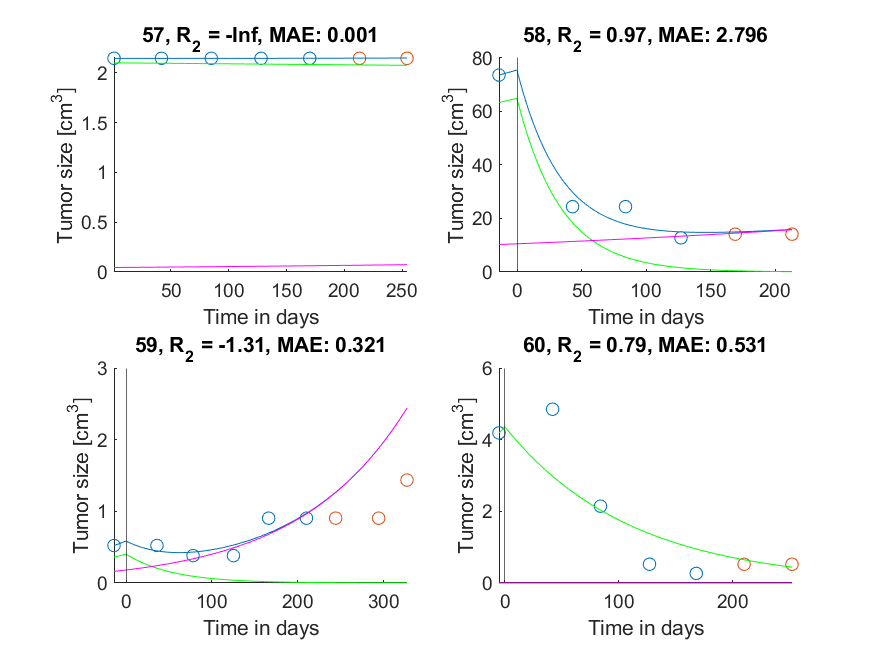 57, R2 = -Inf, MAE: 0.001
Tumor size [cm3]
2
1.5
1
0.5
0
50 100 150 200 250
Time in days
58, R2 = 0.97, MAE: 2.796
Tumor size [cm3]
80
60
40
20
0
0 50 100 150 200
Time in days
59, R2 = -1.31, MAE: 0.321
Tumor size [cm3]
3
2
1
0
0 100 200 300
Time in days
60, R2 = 0.79, MAE: 0.531
Tumor size [cm3]
6
4
2
0
0 100 200
Time in days